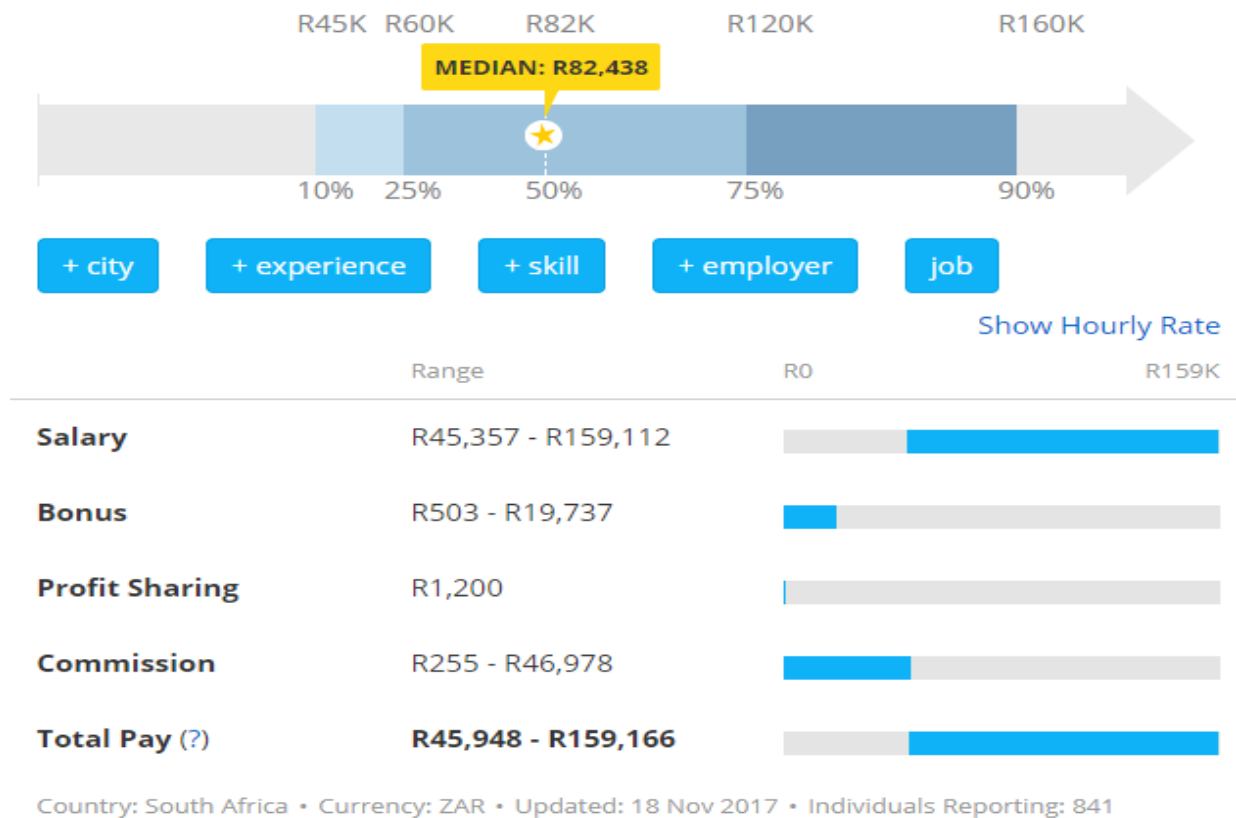 R45K R60K R82K R120K R160K
MEDIAN: R82,438
10% 25% 50% 75% 90%
+ city + experience + skill + employer job
Show Hourly Rate
Range R0 R159K
Salary R45,357 - R159,112
Bonus R503 - R19,737
Profit Sharing R1,200
Commission R255 - R46,978
Total Pay (?) R45,948 - R159,166
Country: South Africa • Currency: ZAR • Updated: 18 Nov 2017 • Individuals Reporting: 841